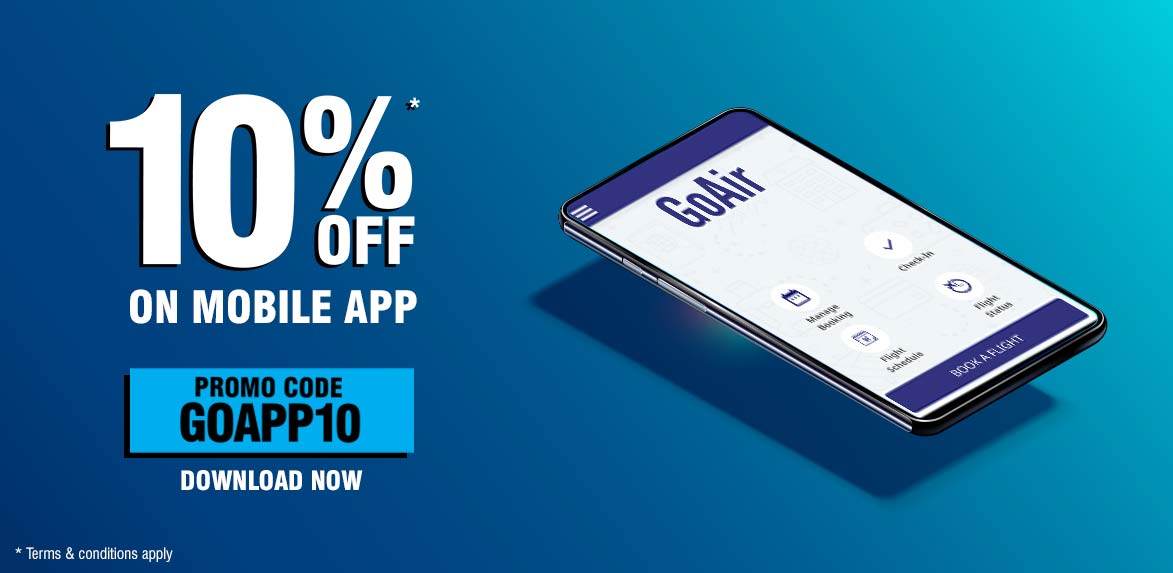 10%*
OFF
ON MOBILE APP
PROMO CODE
GOAPP10
DOWNLOAD NOW
* Terms & conditions apply
GoAir
Check-In
Manage
Booking
Flight
Status
Flight
Schedule
BOOK A FLIGHT